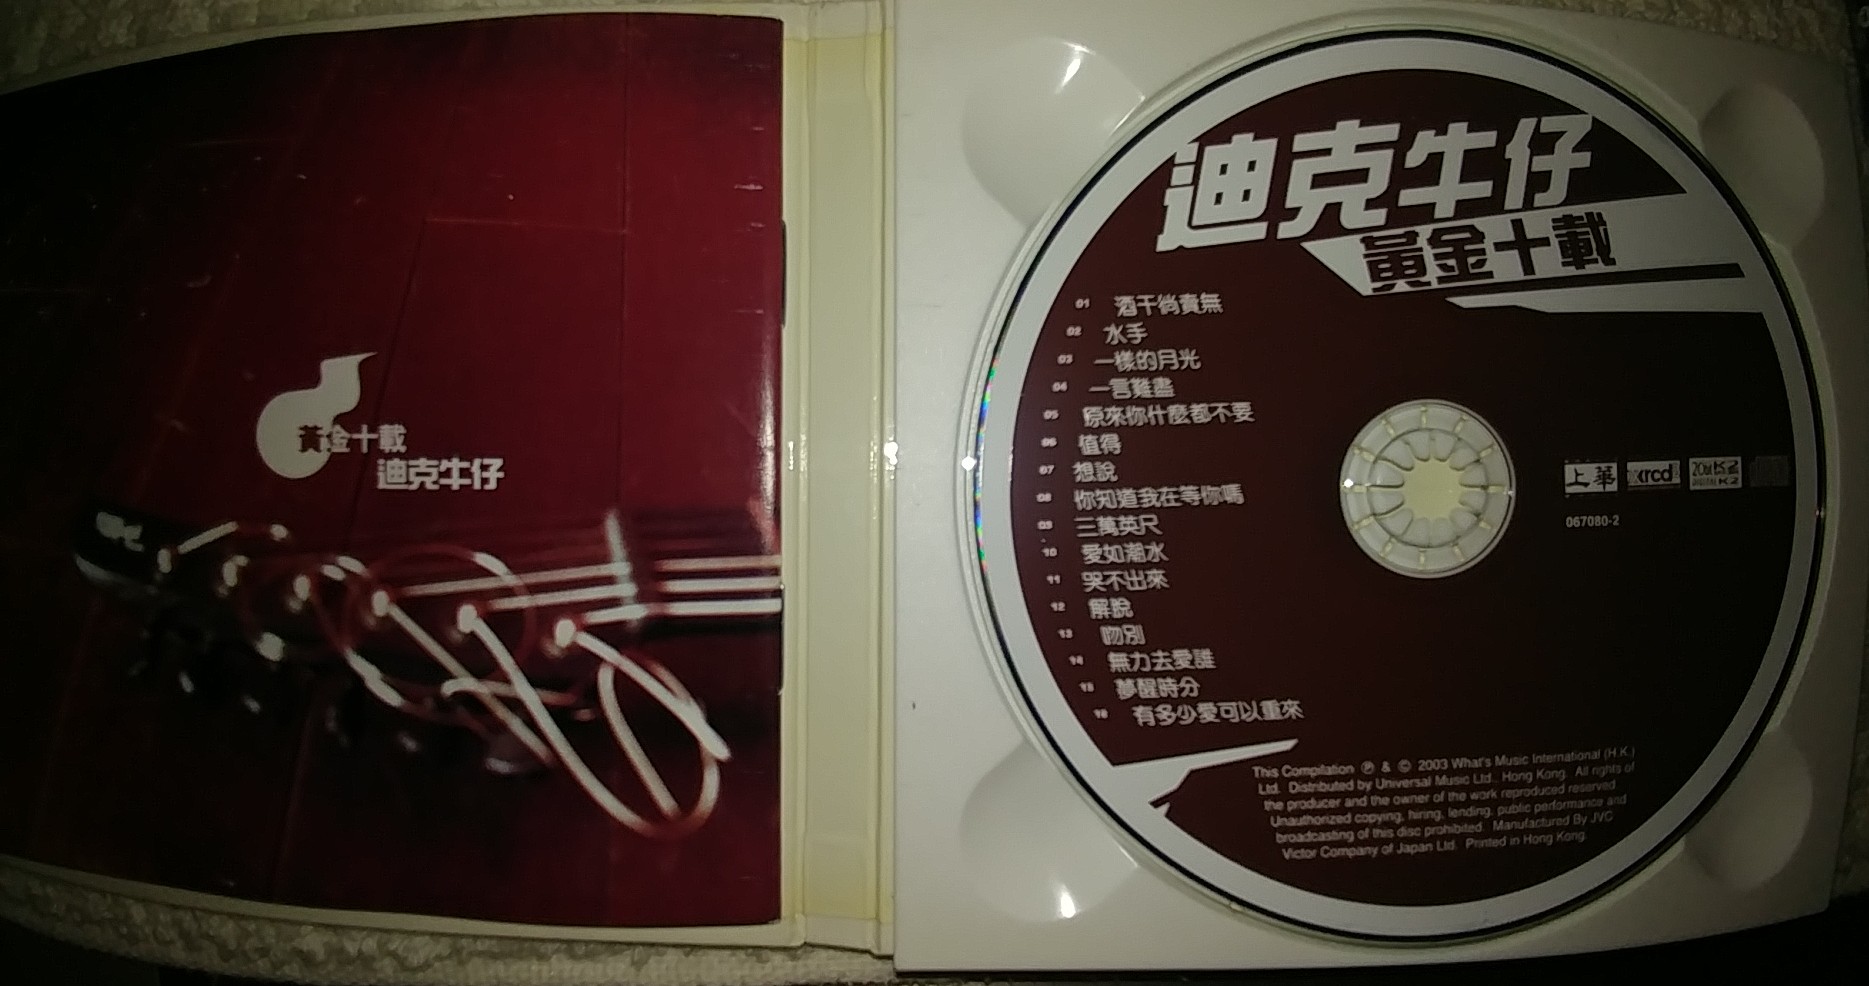 黃金十載
迪克牛仔
迪克牛仔
黃金十載
01 酒干尚賣無
02 水手
03 一樣的月光
04 一言難盡
05 原來你什麼都不要
06 值得
07 想說
08 你知道我在等你嗎
09 三萬英尺
10 愛如潮水
11 哭不出來
12 解脫
13 吻別
14 無力去愛誰
15 夢醒時分
16 有多少愛可以重來
上華 xrcd 20bit K2
DIGITAL K2
067080-2
This Compilation ℗ & © 2003 What's Music International (H.K.)
Ltd. Distributed by Universal Music Ltd., Hong Kong. All rights of
the producer and the owner of the work reproduced reserved.
Unauthorized copying, hiring, lending, public performance and
broadcasting of this disc prohibited. Manufactured By JVC
Victor Company of Japan Ltd. Printed in Hong Kong.